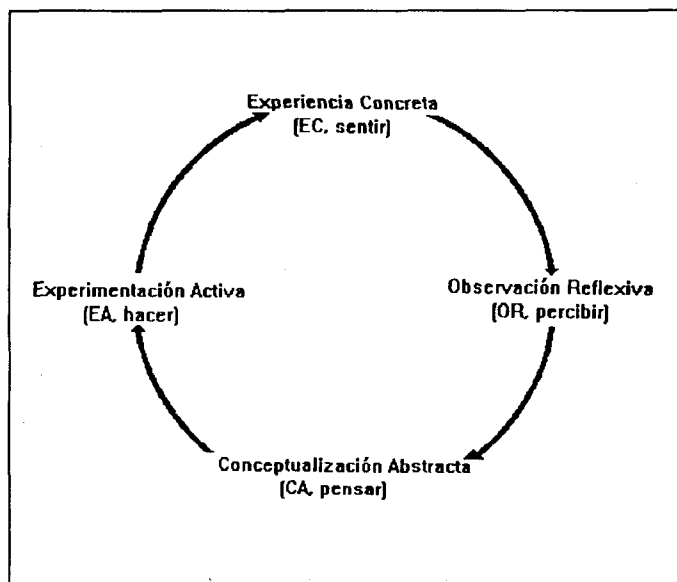 Experiencia Concreta
(EC, sentir)
Experimentación Activa
(EA, hacer)
Observación Reflexiva
(OR, percibir)
Conceptualización Abstracta
(CA, pensar)